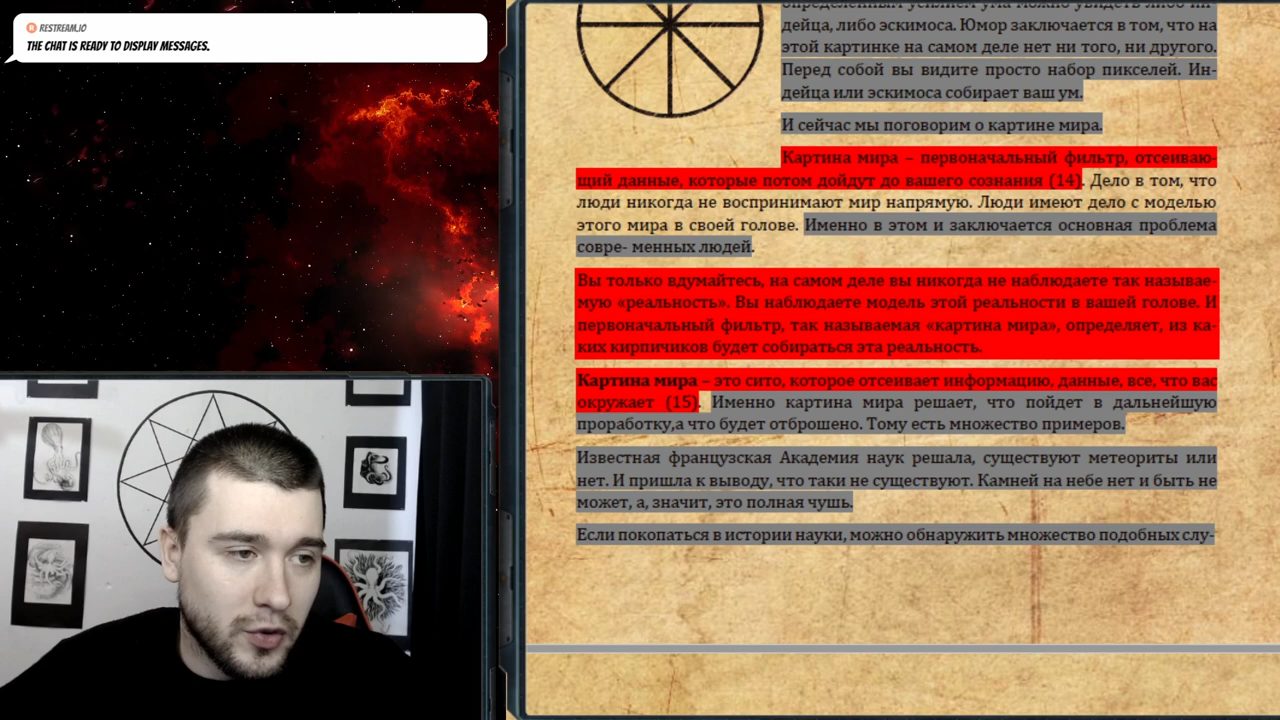 RESTREAM.IO
THE CHAT IS READY TO DISPLAY MESSAGES.
определенным усилием ума можно увидеть либо ин-
дейца, либо эскимоса. Юмор заключается в том, что на
этой картинке на самом деле нет ни того, ни другого.
Перед собой вы видите просто набор пикселей. Ин-
дейца или эскимоса собирает ваш ум.
И сейчас мы поговорим о картине мира.
Картина мира – первоначальный фильтр, отсеиваю-
щий данные, которые потом дойдут до вашего сознания (14). Дело в том, что
люди никогда не воспринимают мир напрямую. Люди имеют дело с моделью
этого мира в своей голове. Именно в этом и заключается основная проблема
совре- менных людей.
Вы только вдумайтесь, на самом деле вы никогда не наблюдаете так называе-
мую «реальность». Вы наблюдаете модель этой реальности в вашей голове. И
первоначальный фильтр, так называемая «картина мира», определяет, из ка-
ких кирпичиков будет собираться эта реальность.
Картина мира – это сито, которое отсеивает информацию, данные, все, что вас
окружает (15). Именно картина мира решает, что пойдет в дальнейшую
проработку,а что будет отброшено. Тому есть множество примеров.
Известная французская Академия наук решала, существуют метеориты или
нет. И пришла к выводу, что таки не существуют. Камней на небе нет и быть не
может, а, значит, это полная чушь.
Если покопаться в истории науки, можно обнаружить множество подобных слу-